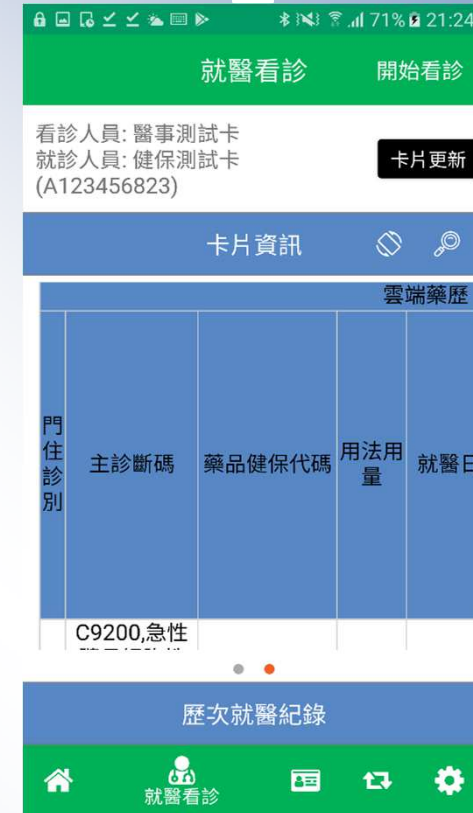 71% 21:24
就醫看診 開始看診
看診人員: 醫事測試卡
就診人員: 健保測試卡
(A123456823)
卡片更新
卡片資訊
雲端藥歷
門住診別 主診斷碼 藥品健保代碼 用法用量 就醫日
C9200,急性
歷次就醫紀錄
就醫看診